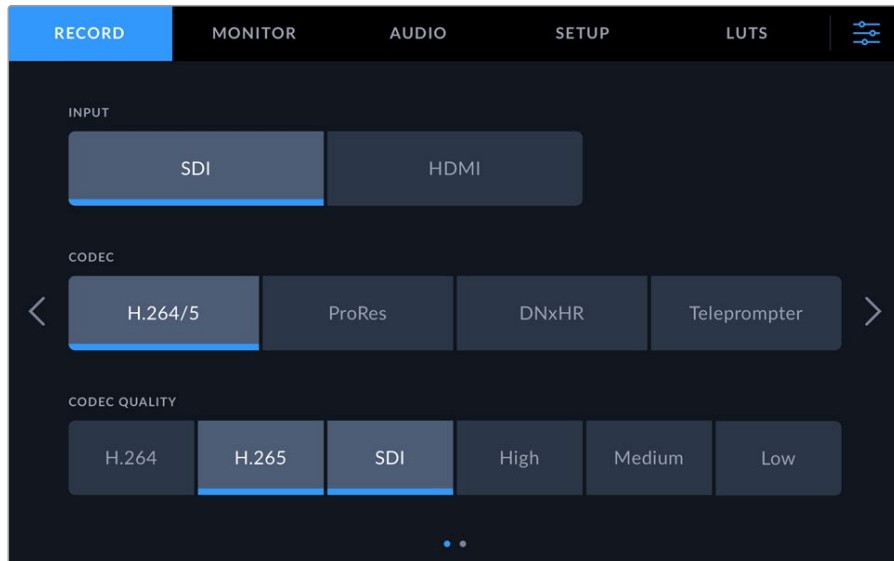 RECORD MONITOR AUDIO SETUP LUTS
INPUT
SDI HDMI
CODEC
H.264/5 ProRes DNxHR Teleprompter
CODEC QUALITY
H.264 H.265 SDI High Medium Low